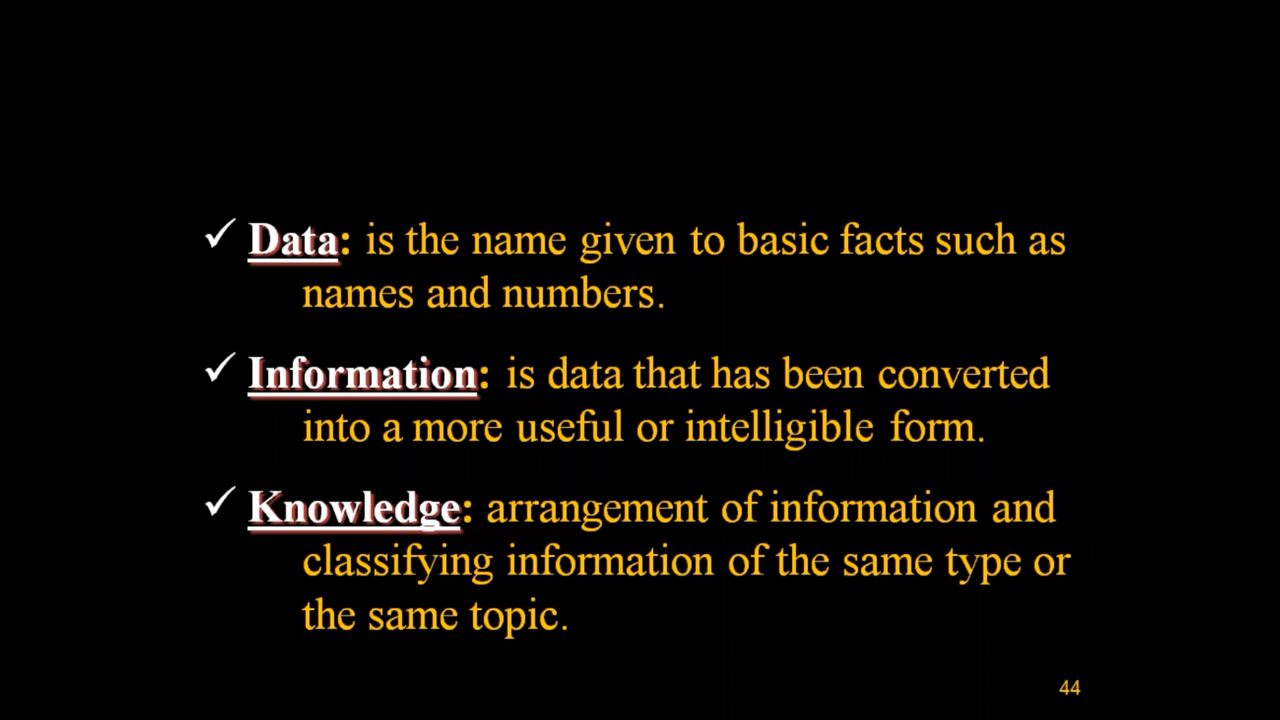 ✓ Data: is the name given to basic facts such as
names and numbers.
✓ Information: is data that has been converted
into a more useful or intelligible form.
✓ Knowledge: arrangement of information and
classifying information of the same type or
the same topic.
44